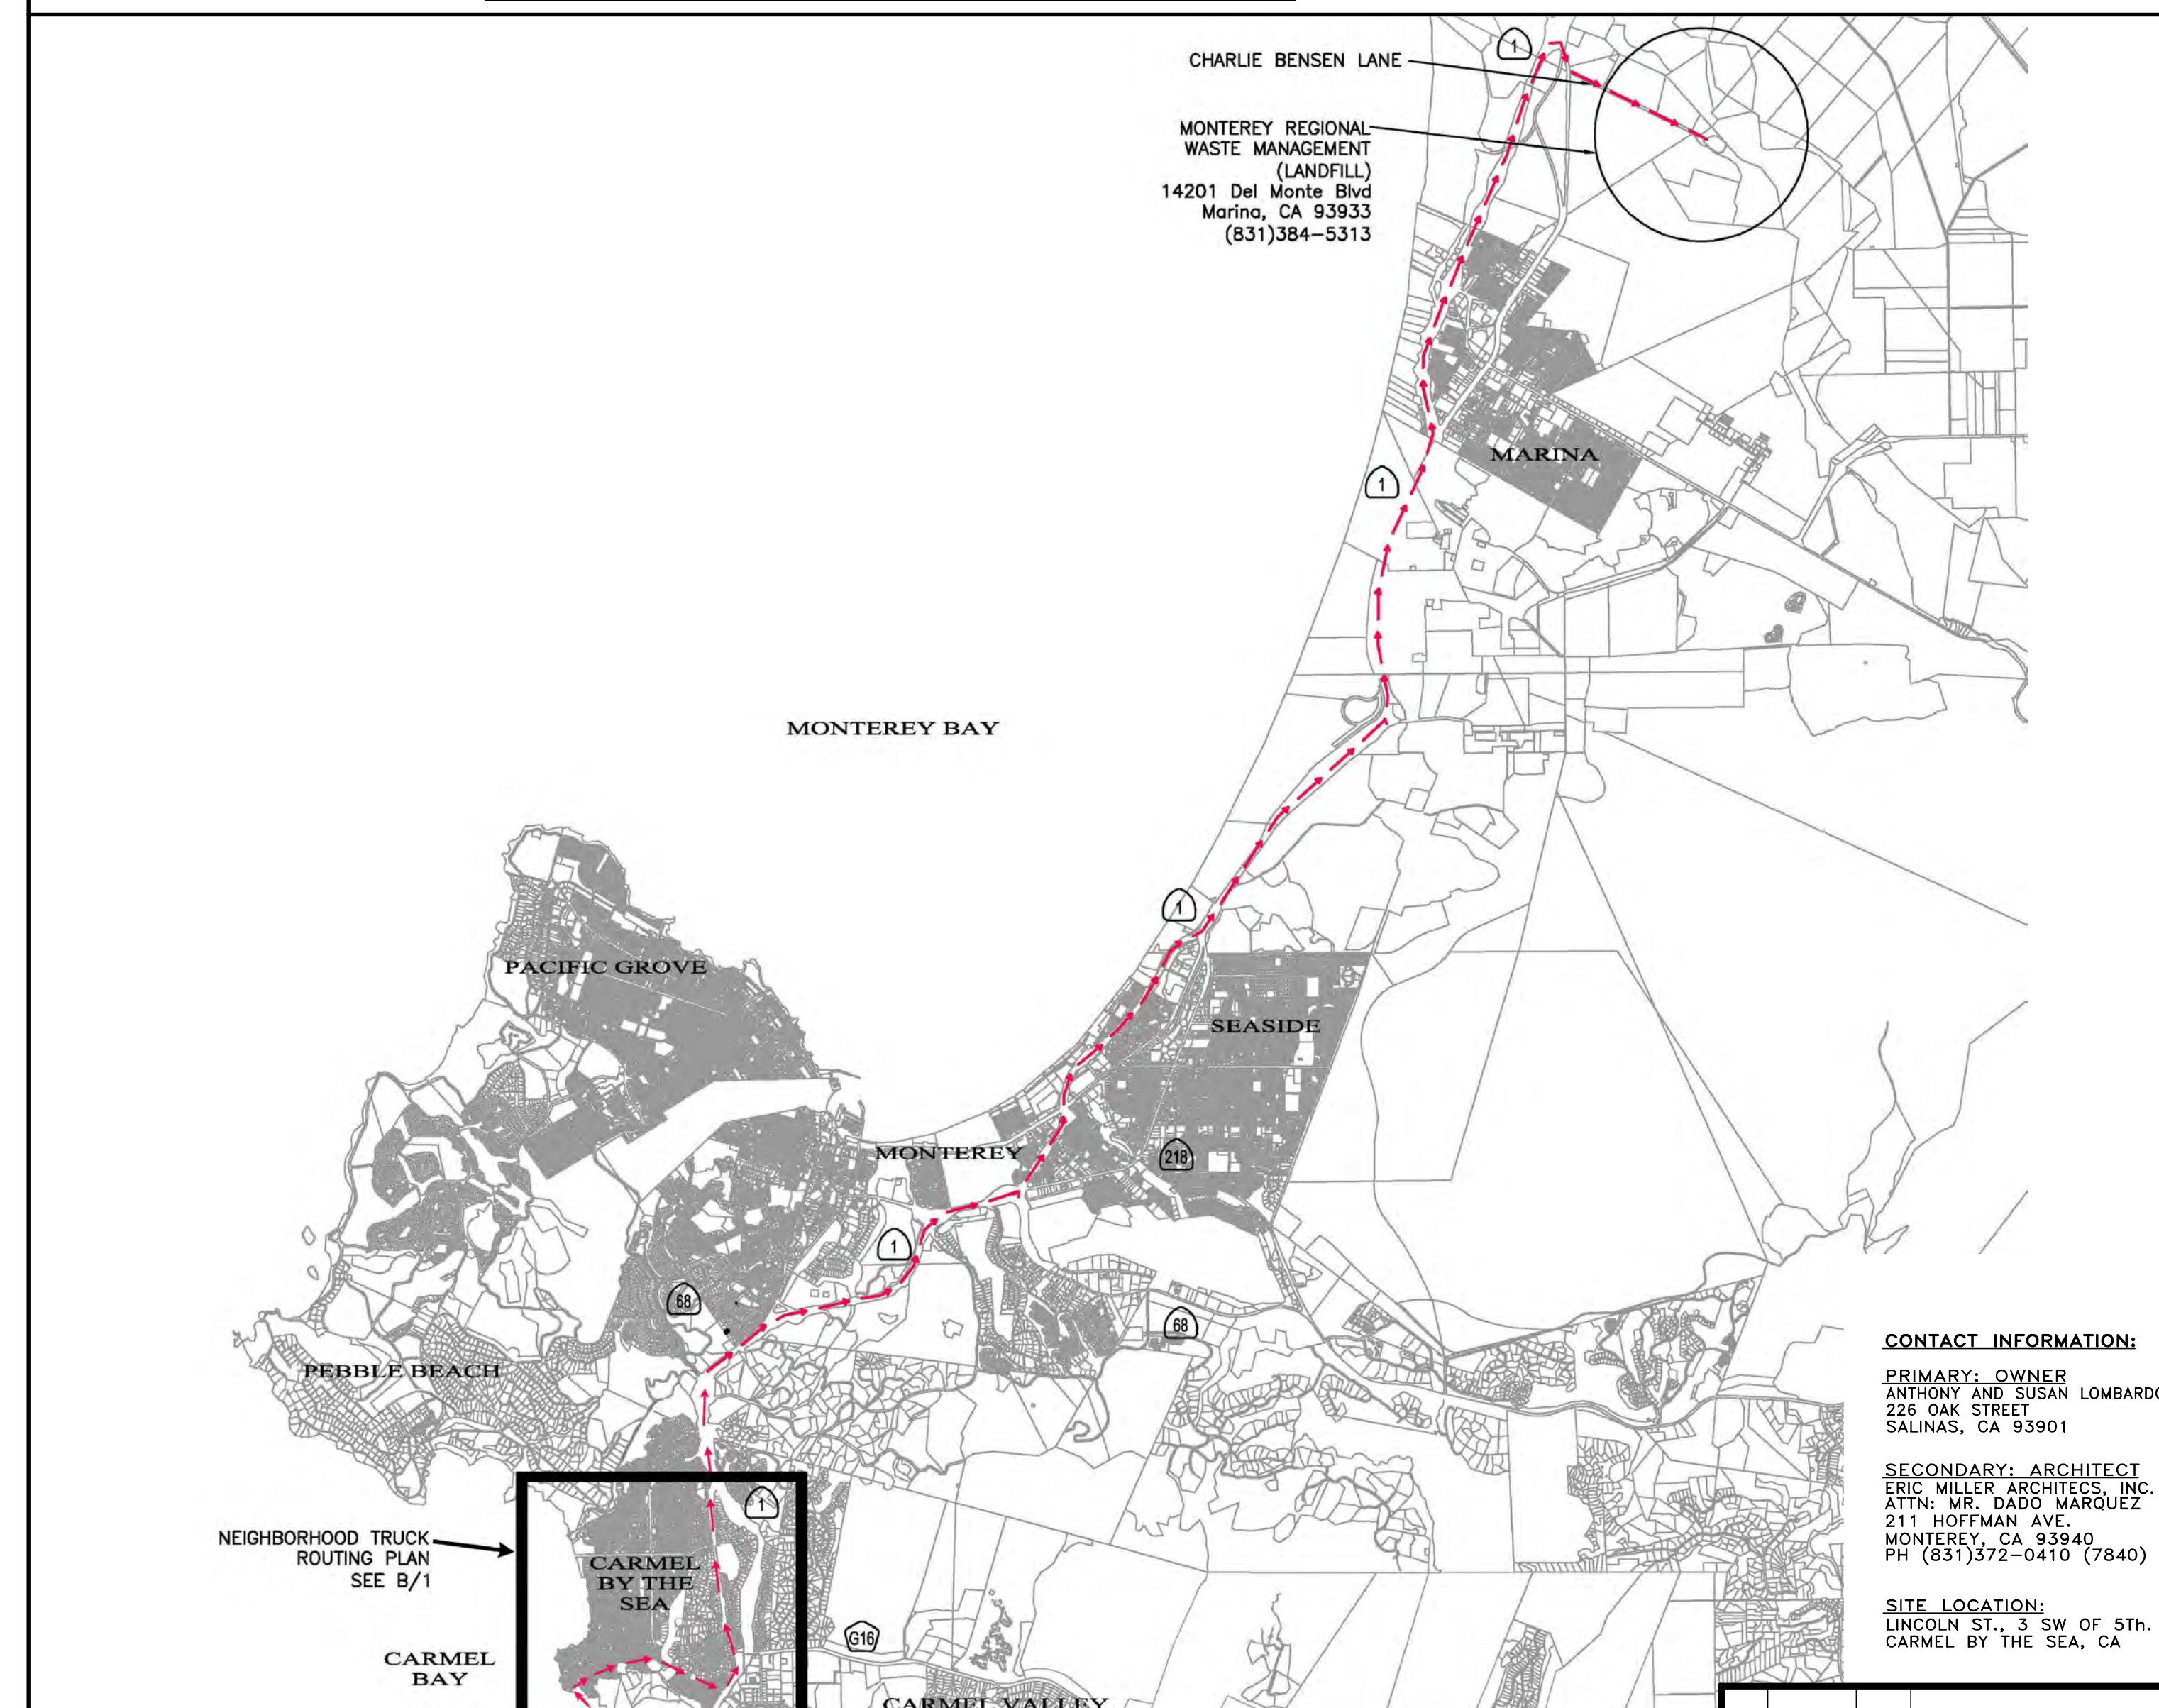 CHARLIE BENSEN LANE
MONTEREY REGIONAL
WASTE MANAGEMENT
(LANDFILL)
14201 Del Monte Blvd
Marina, CA 93933
(831)384-5313
1
MARINA
1
MONTEREY BAY
1
PACIFIC GROVE
SEASIDE
MONTEREY
218
1
68
68
PEBBLE BEACH
1
NEIGHBORHOOD TRUCK
ROUTING PLAN
SEE B/1
CARMEL
BY THE
SEA
G16
CARMEL
BAY
CARMEL VALLEY
CONTACT INFORMATION:
PRIMARY: OWNER
ANTHONY AND SUSAN LOMBARDO
226 OAK STREET
SALINAS, CA 93901
SECONDARY: ARCHITECT
ERIC MILLER ARCHITECS, INC.
ATTN: MR. DADO MARQUEZ
211 HOFFMAN AVE.
MONTEREY, CA 93940
PH (831)372-0410 (7840)
SITE LOCATION:
LINCOLN ST., 3 SW OF 5Th.
CARMEL BY THE SEA, CA